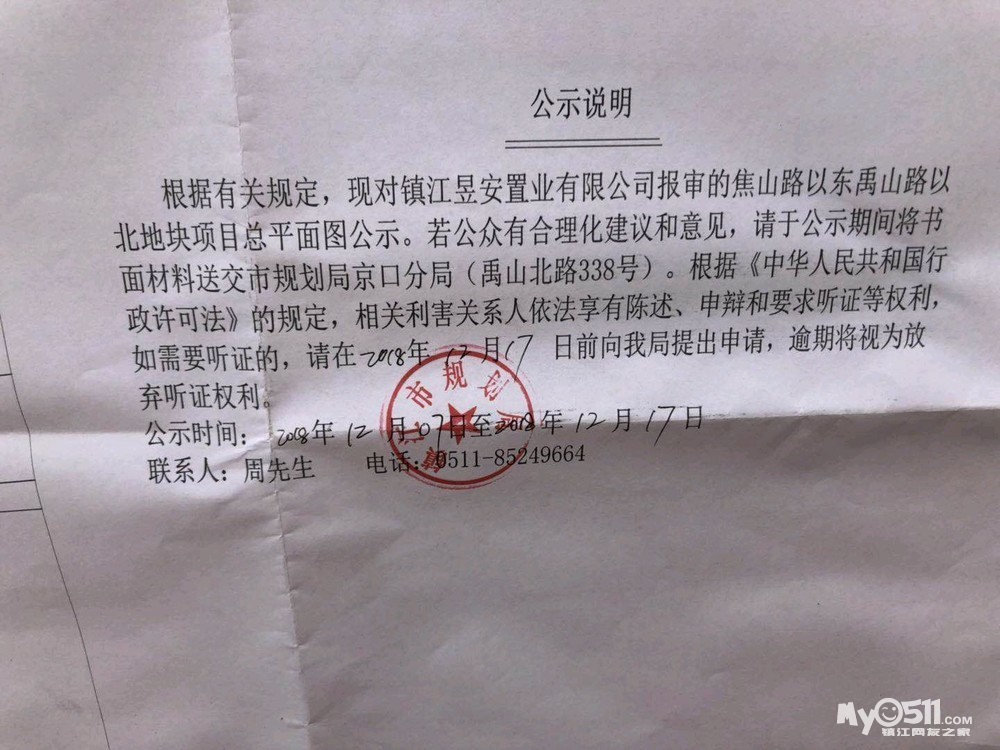 公示说明
根据有关规定，现对镇江昱安置业有限公司报审的焦山路以东禹山路以
北地块项目总平面图公示。若公众有合理化建议和意见，请于公示期间将书
面材料送交市规划局京口分局（禹山北路338号）。根据《中华人民共和国行
政许可法》的规定，相关利害关系人依法享有陈述、申辩和要求听证等权利，
如需要听证的，请在2018年12月17日前向我局提出申请，逾期将视为放
弃听证权利。
公示时间：2018年12月07日至2018年12月17日
联系人：周先生 电话：0511-85249664
镇江市规划局
My0511.com
镇江网友之家